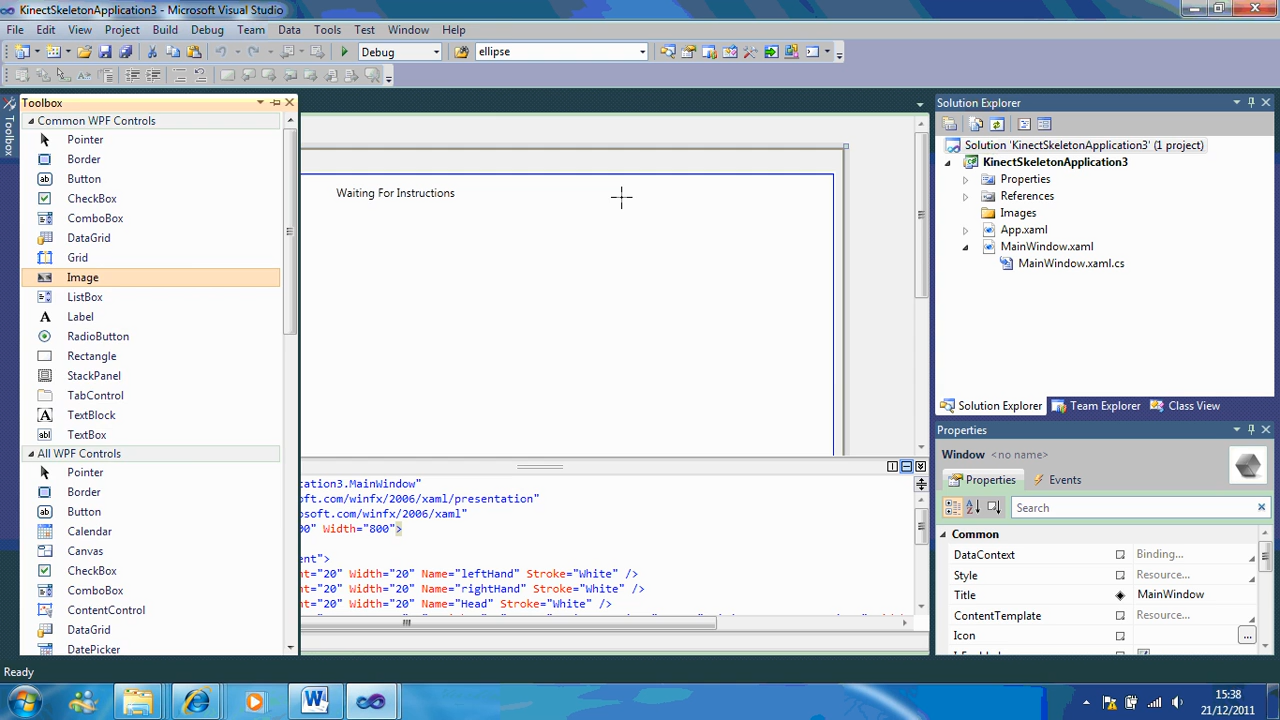 KinectSkeletonApplication3 - Microsoft Visual Studio
File Edit View Project Build Debug Team Data Tools Test Window Help
Debug ellipse
Toolbox
Toolbox
Common WPF Controls
Pointer
Border
Button
CheckBox
ComboBox
DataGrid
Grid
Image
ListBox
Label
RadioButton
Rectangle
StackPanel
TabControl
TextBlock
TextBox
All WPF Controls
Pointer
Border
Button
Calendar
Canvas
CheckBox
ComboBox
ContentControl
DataGrid
DatePicker
Waiting For Instructions
cation3.MainWindow"
soft.com/winfx/2006/xaml/presentation"
osoft.com/winfx/2006/xaml"
00" Width="800">
ent">
ht="20" Width="20" Name="leftHand" Stroke="White" />
ht="20" Width="20" Name="rightHand" Stroke="White" />
ht="20" Width="20" Name="Head" Stroke="White" />
Solution Explorer
Solution 'KinectSkeletonApplication3' (1 project)
KinectSkeletonApplication3
Properties
References
Images
App.xaml
MainWindow.xaml
MainWindow.xaml.cs
Solution Explorer Team Explorer Class View
Properties
Window <no name>
Properties Events
Search
Common
DataContext Binding...
Style Resource...
Title MainWindow
ContentTemplate Resource...
Icon ...
Ready
15:38
21/12/2011